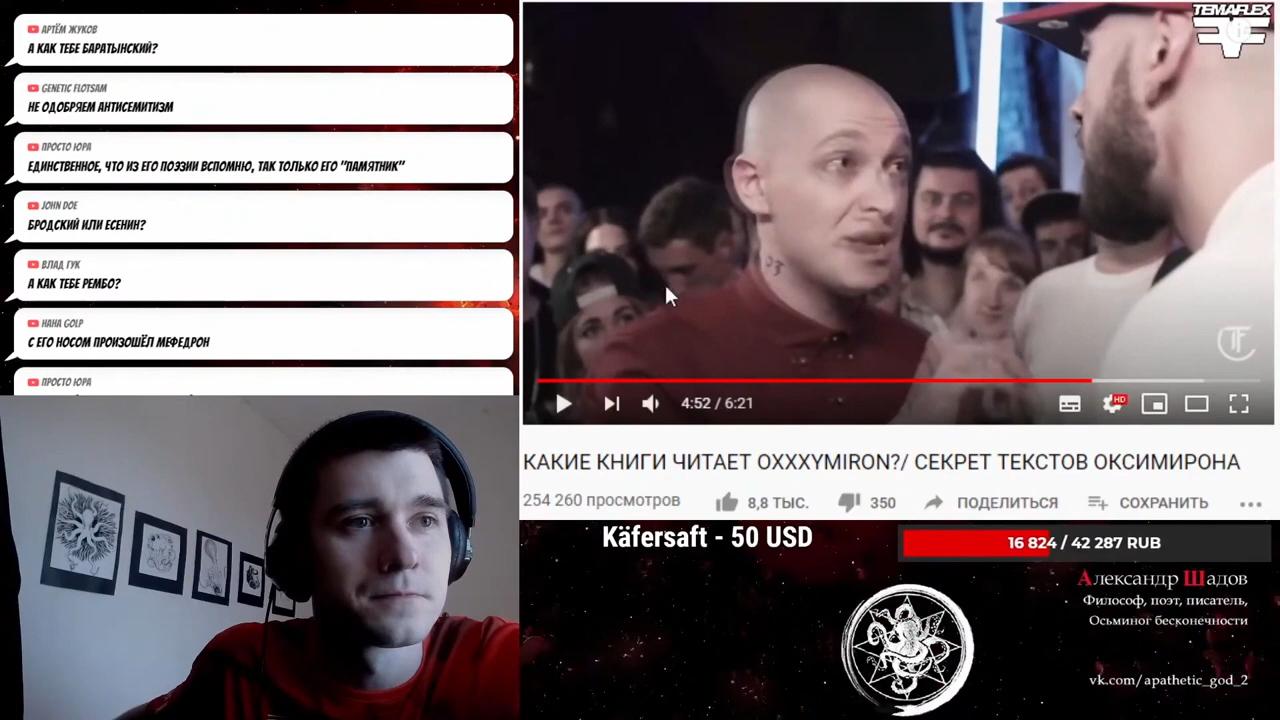 АРТЁМ ЖУКОВ
А КАК ТЕБЕ БАРАТЫНСКИЙ?
GENETIC FLOTSAM
НЕ ОДОБРЯЕМ АНТИСЕМИТИЗМ
ПРОСТО ЮРА
ЕДИНСТВЕННОЕ, ЧТО ИЗ ЕГО ПОЭЗИИ ВСПОМНЮ, ТАК ТОЛЬКО ЕГО "ПАМЯТНИК"
JOHN DOE
БРОДСКИЙ ИЛИ ЕСЕНИН?
ВЛАД ГУК
А КАК ТЕБЕ РЕМБО?
HAHA GOLP
С ЕГО НОСОМ ПРОИЗОШЁЛ МЕФЕДРОН
ПРОСТО ЮРА
TEMAFLEX
TF
4:52 / 6:21
HD
КАКИЕ КНИГИ ЧИТАЕТ OXXXYMIRON?/ СЕКРЕТ ТЕКСТОВ ОКСИМИРОНА
254 260 просмотров
8,8 ТЫС.
350
ПОДЕЛИТЬСЯ
СОХРАНИТЬ
Käfersaft - 50 USD
16 824 / 42 287 RUB
Александр Шадов
Философ, поэт, писатель,
Осьминог бесконечности
vk.com/apathetic_god_2